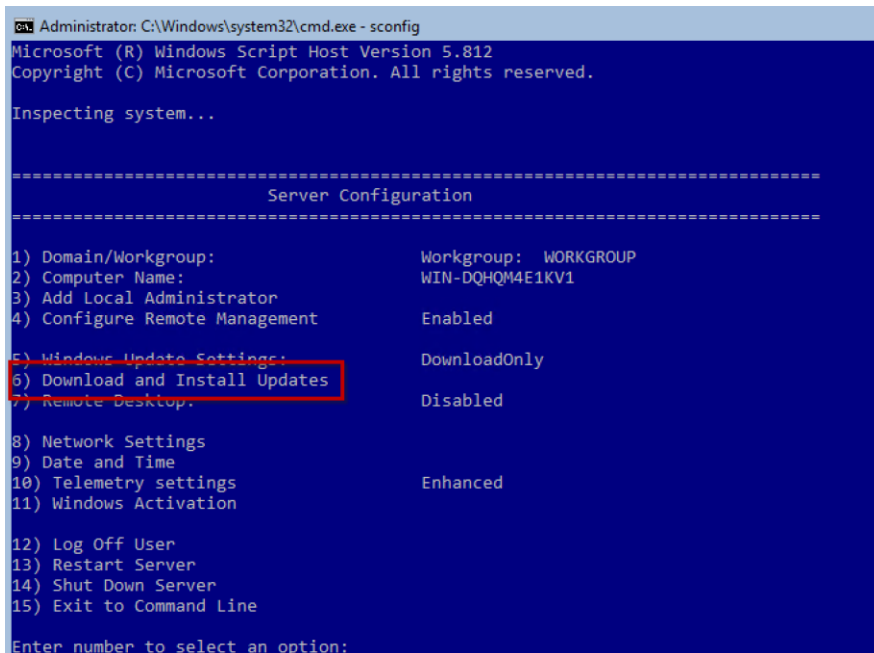 Administrator: C:\Windows\system32\cmd.exe - sconfig
Microsoft (R) Windows Script Host Version 5.812
Copyright (C) Microsoft Corporation. All rights reserved.
Inspecting system...
===============================================================================
Server Configuration
===============================================================================
1) Domain/Workgroup: Workgroup: WORKGROUP
2) Computer Name: WIN-DQHQM4E1KV1
3) Add Local Administrator
4) Configure Remote Management Enabled
5) Windows Update Settings: DownloadOnly
6) Download and Install Updates
7) Remote Desktop: Disabled
8) Network Settings
9) Date and Time
10) Telemetry settings Enhanced
11) Windows Activation
12) Log Off User
13) Restart Server
14) Shut Down Server
15) Exit to Command Line
Enter number to select an option: